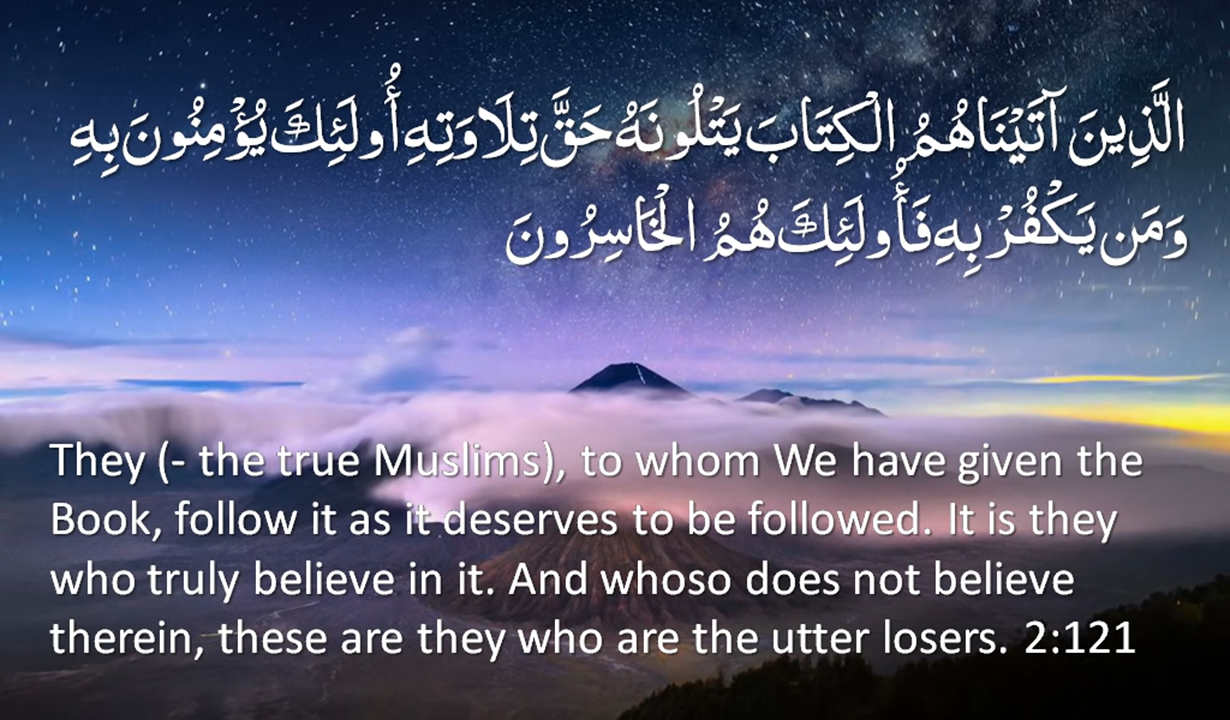 الَّذِينَ آتَيْنَاهُمُ الْكِتَابَ يَتْلُونَهُ حَقَّ تِلَاوَتِهِ أُولَئِكَ يُؤْمِنُونَ بِهِ
وَمَن يَكْفُرْ بِهِ فَأُولَئِكَ هُمُ الْخَاسِرُونَ
They (- the true Muslims), to whom We have given the
Book, follow it as it deserves to be followed. It is they
who truly believe in it. And whoso does not believe
therein, these are they who are the utter losers. 2:121